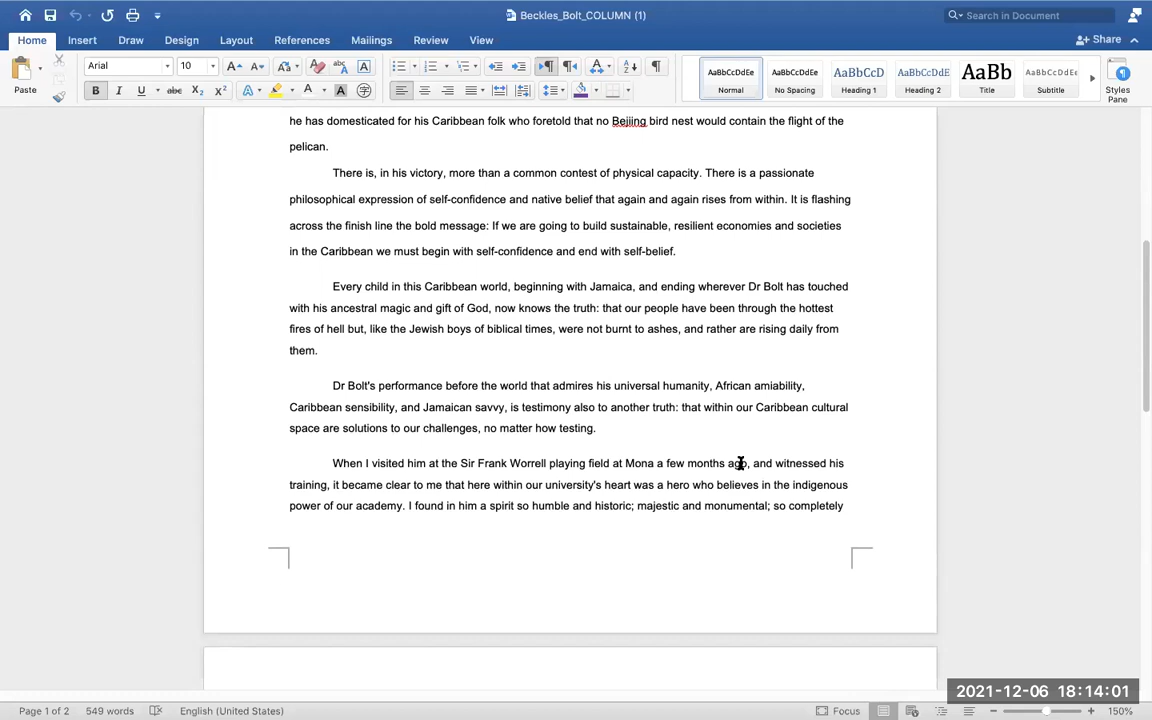 Beckles_Bolt_COLUMN (1)
Search in Document
Home Insert Draw Design Layout References Mailings Review View
Share
Paste
Arial 10
AaBbCcDdEe AaBbCcDdEe AaBbCcD AaBbCcDdE AaBb AaBbCcDdEe
Normal No Spacing Heading 1 Heading 2 Title Subtitle
Styles Pane
he has domesticated for his Caribbean folk who foretold that no Bejiing bird nest would contain the flight of the
pelican.
There is, in his victory, more than a common contest of physical capacity. There is a passionate
philosophical expression of self-confidence and native belief that again and again rises from within. It is flashing
across the finish line the bold message: If we are going to build sustainable, resilient economies and societies
in the Caribbean we must begin with self-confidence and end with self-belief.
Every child in this Caribbean world, beginning with Jamaica, and ending wherever Dr Bolt has touched
with his ancestral magic and gift of God, now knows the truth: that our people have been through the hottest
fires of hell but, like the Jewish boys of biblical times, were not burnt to ashes, and rather are rising daily from
them.
Dr Bolt's performance before the world that admires his universal humanity, African amiability,
Caribbean sensibility, and Jamaican savvy, is testimony also to another truth: that within our Caribbean cultural
space are solutions to our challenges, no matter how testing.
When I visited him at the Sir Frank Worrell playing field at Mona a few months ago, and witnessed his
training, it became clear to me that here within our university's heart was a hero who believes in the indigenous
power of our academy. I found in him a spirit so humble and historic; majestic and monumental; so completely
2021-12-06 18:14:01
Page 1 of 2 549 words English (United States) Focus 150%